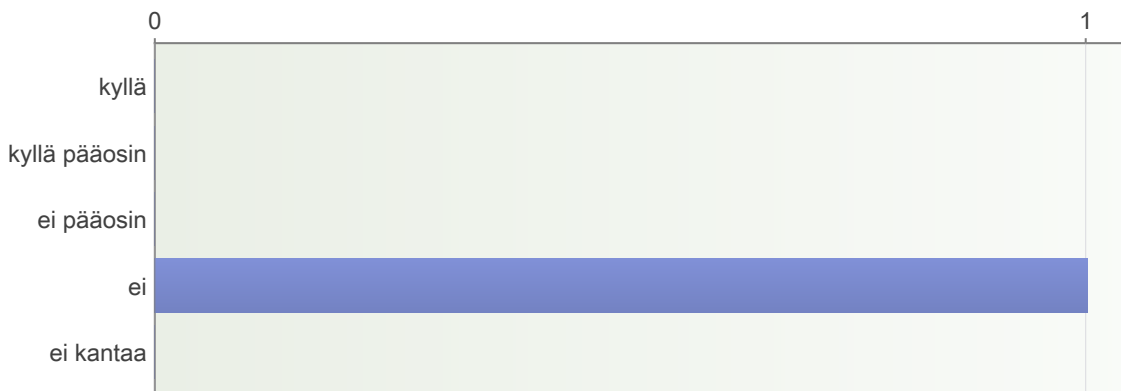 0 1
kyllä
kyllä pääosin
ei pääosin
ei
ei kantaa